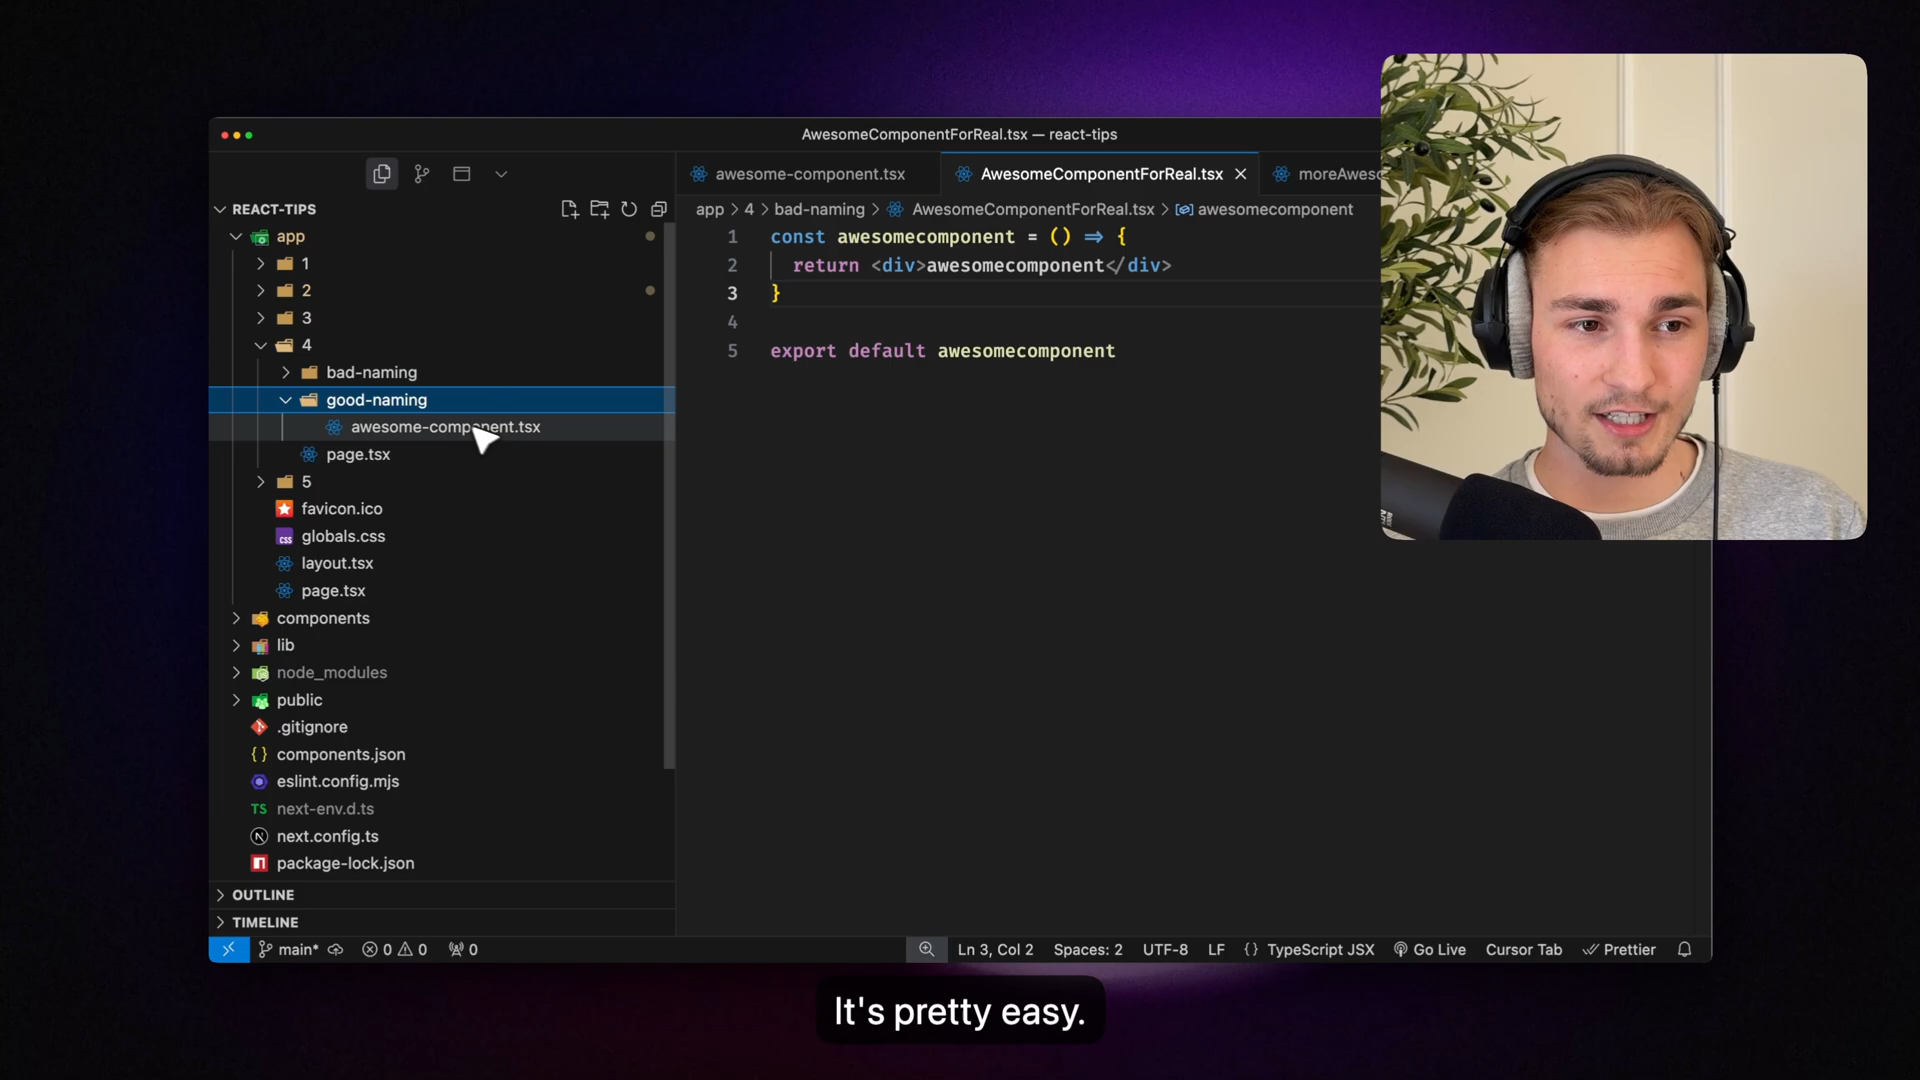 AwesomeComponentForReal.tsx — react-tips
REACT-TIPS
app
1
2
3
4
bad-naming
good-naming
awesome-component.tsx
page.tsx
5
favicon.ico
globals.css
layout.tsx
page.tsx
components
lib
node_modules
public
.gitignore
components.json
eslint.config.mjs
TS next-env.d.ts
next.config.ts
package-lock.json
OUTLINE
TIMELINE
awesome-component.tsx
AwesomeComponentForReal.tsx
moreAweso
app > 4 > bad-naming > AwesomeComponentForReal.tsx > awesomecomponent
1 const awesomecomponent = () => {
2 return <div>awesomecomponent</div>
3 }
4
5 export default awesomecomponent
main* 0 0 0 Ln 3, Col 2 Spaces: 2 UTF-8 LF {} TypeScript JSX Go Live Cursor Tab Prettier
It's pretty easy.